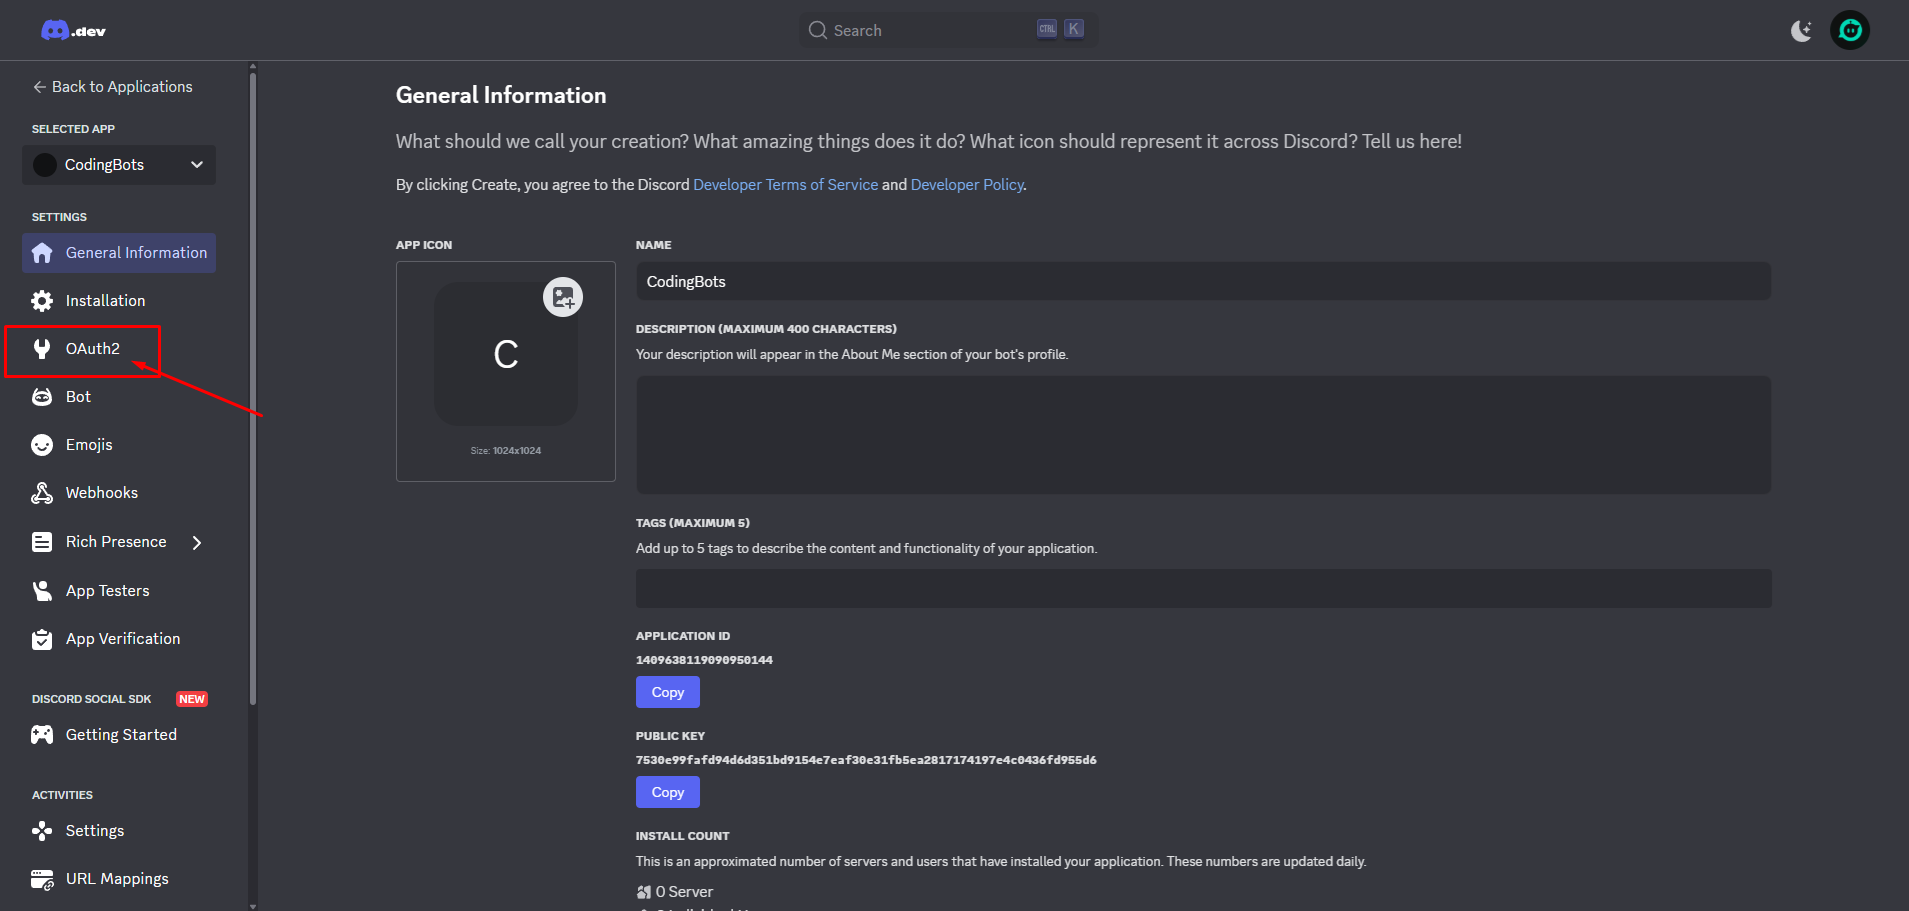 .dev
Search
CTRL K
Back to Applications
SELECTED APP
CodingBots
SETTINGS
General Information
Installation
OAuth2
Bot
Emojis
Webhooks
Rich Presence
App Testers
App Verification
DISCORD SOCIAL SDK NEW
Getting Started
ACTIVITIES
Settings
URL Mappings
General Information
What should we call your creation? What amazing things does it do? What icon should represent it across Discord? Tell us here!
By clicking Create, you agree to the Discord Developer Terms of Service and Developer Policy.
APP ICON
C
Size: 1024x1024
NAME
CodingBots
DESCRIPTION (MAXIMUM 400 CHARACTERS)
Your description will appear in the About Me section of your bot's profile.
TAGS (MAXIMUM 5)
Add up to 5 tags to describe the content and functionality of your application.
APPLICATION ID
1409638119090950144
Copy
PUBLIC KEY
7530e99fafd94d6d351bd9154e7eaf30e31fb5ea2817174197e4c0436fd955d6
Copy
INSTALL COUNT
This is an approximated number of servers and users that have installed your application. These numbers are updated daily.
0 Server